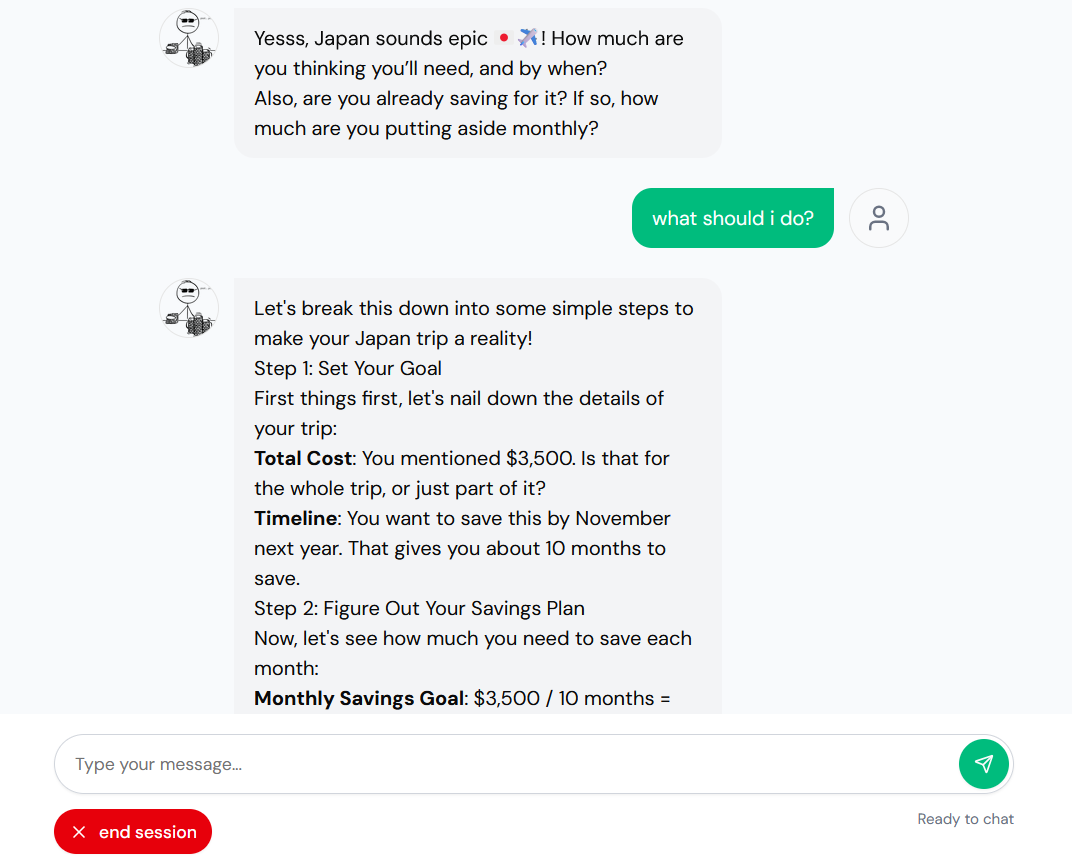 Yesss, Japan sounds epic 🇯🇵✈️! How much are
you thinking you’ll need, and by when?
Also, are you already saving for it? If so, how
much are you putting aside monthly?
what should i do?
Let's break this down into some simple steps to
make your Japan trip a reality!
Step 1: Set Your Goal
First things first, let's nail down the details of
your trip:
Total Cost: You mentioned $3,500. Is that for
the whole trip, or just part of it?
Timeline: You want to save this by November
next year. That gives you about 10 months to
save.
Step 2: Figure Out Your Savings Plan
Now, let's see how much you need to save each
month:
Monthly Savings Goal: $3,500 / 10 months =
Type your message...
end session
Ready to chat